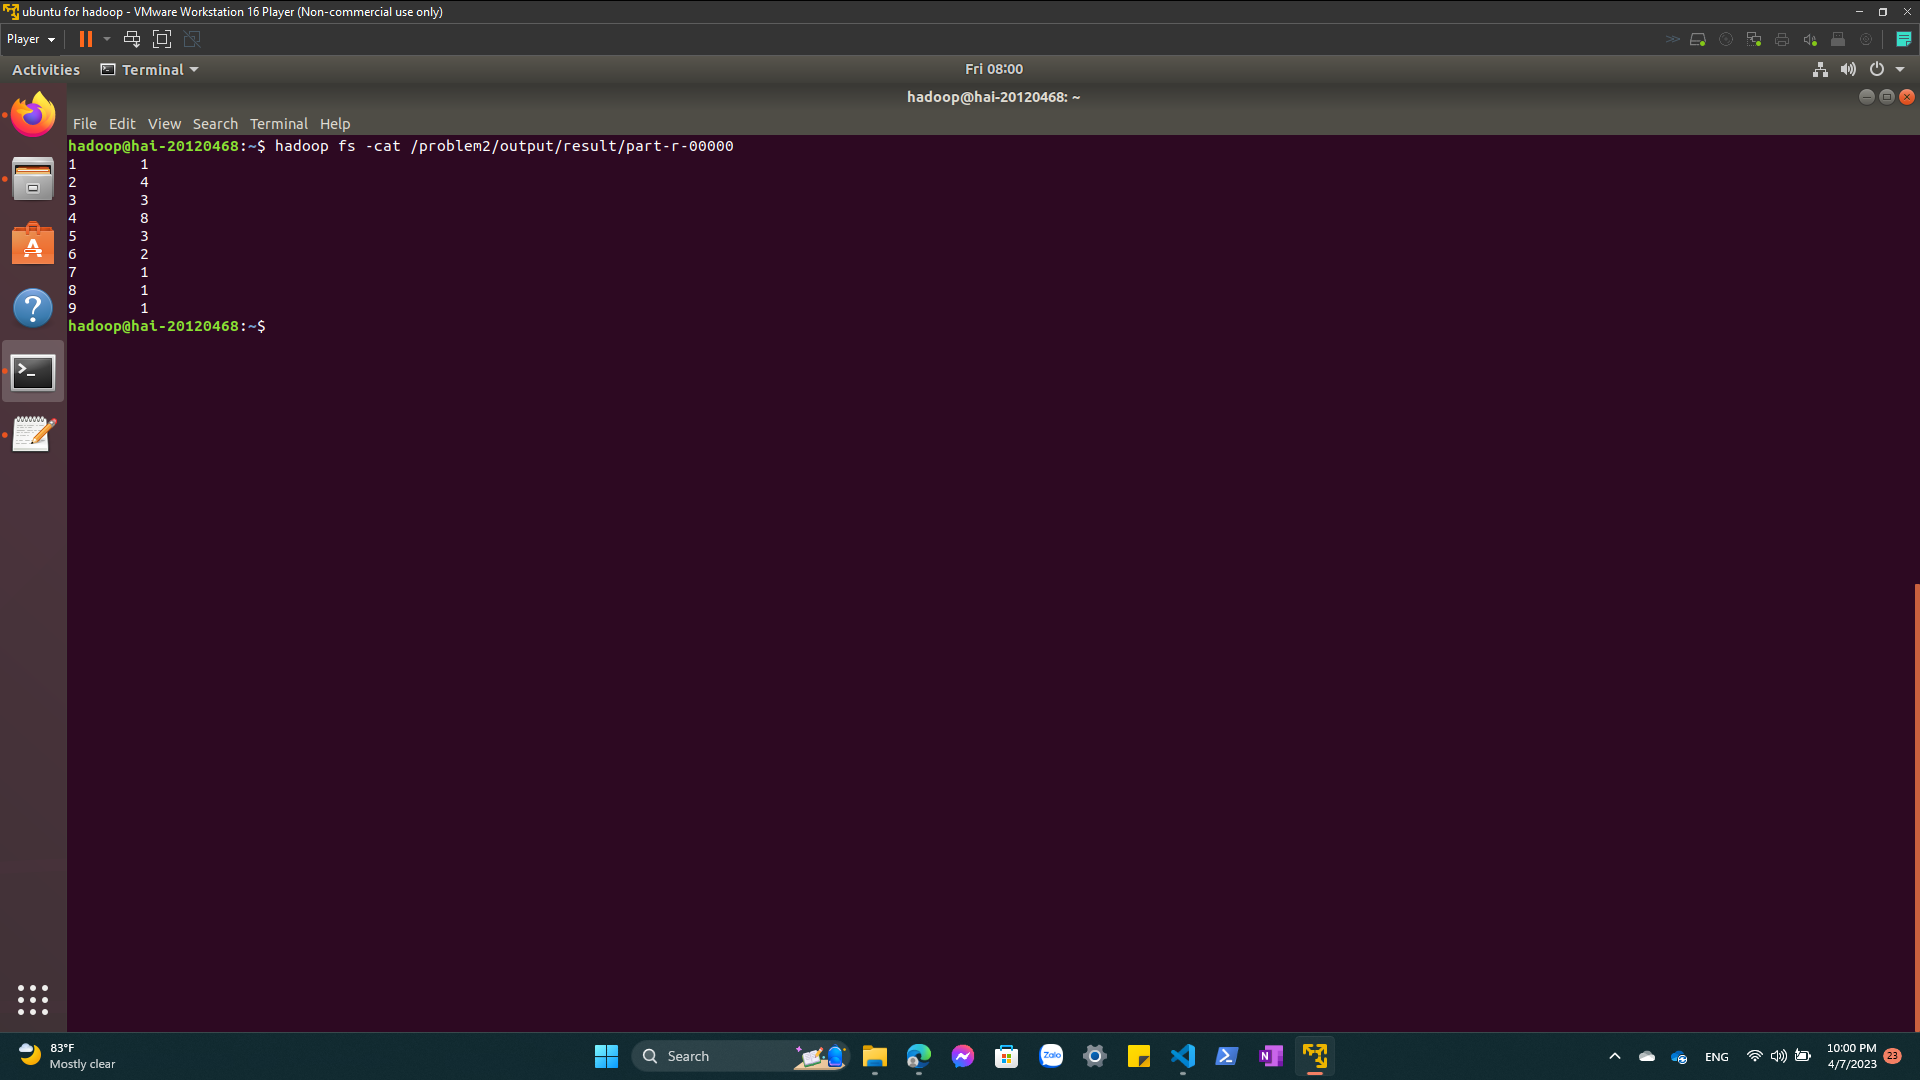 ubuntu for hadoop - VMware Workstation 16 Player (Non-commercial use only)
Player
Activities Terminal Fri 08:00
hadoop@hai-20120468: ~
File Edit View Search Terminal Help
hadoop@hai-20120468:~$ hadoop fs -cat /problem2/output/result/part-r-00000
1 1
2 4
3 3
4 8
5 3
6 2
7 1
8 1
9 1
hadoop@hai-20120468:~$
83°F
Mostly clear
Search
Zalo
N
ENG
10:00 PM
4/7/2023
23